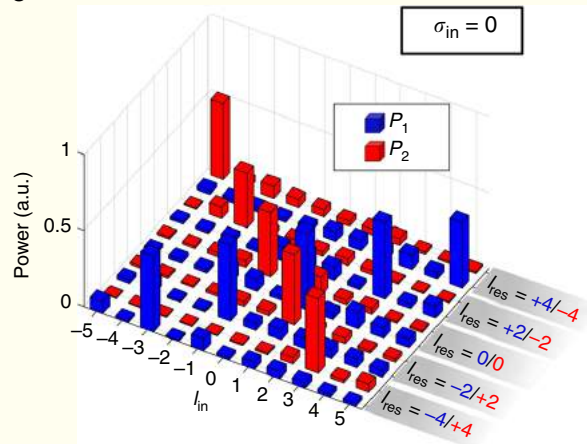 σin = 0
P1
P2
Power (a.u.)
1
0.5
0
−5
−4
−3
−2
−1
0
1
2
3
4
5
lin
lres = +4/−4
lres = +2/−2
lres = 0/0
lres = −2/+2
lres = −4/+4